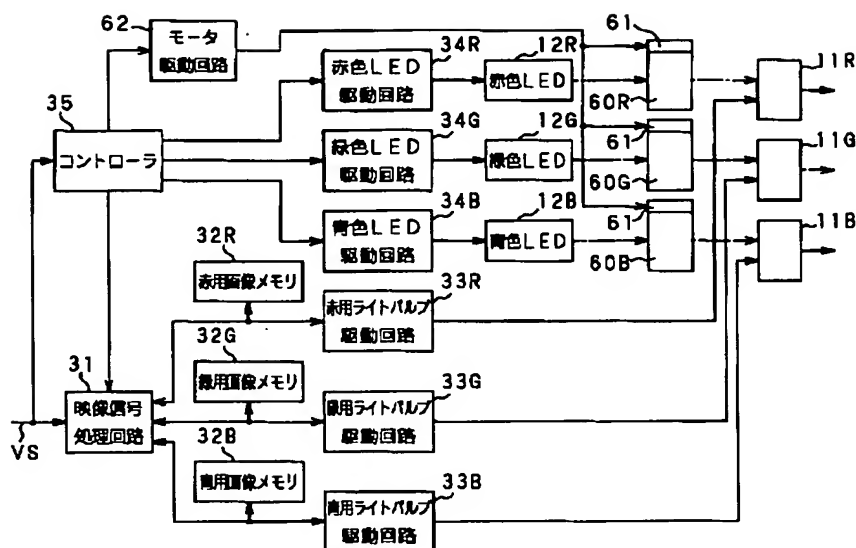 62
モータ
駆動回路
34R
赤色LED
駆動回路
12R
赤色LED
61
60R
11R
35
コントローラ
34G
緑色LED
駆動回路
12G
緑色LED
61
60G
11G
34B
青色LED
駆動回路
12B
青色LED
61
60B
11B
32R
赤用画像メモリ
33R
赤用ライトバルブ
駆動回路
32G
緑用画像メモリ
33G
緑用ライトバルブ
駆動回路
31
映像信号
処理回路
VS
32B
青用画像メモリ
33B
青用ライトバルブ
駆動回路